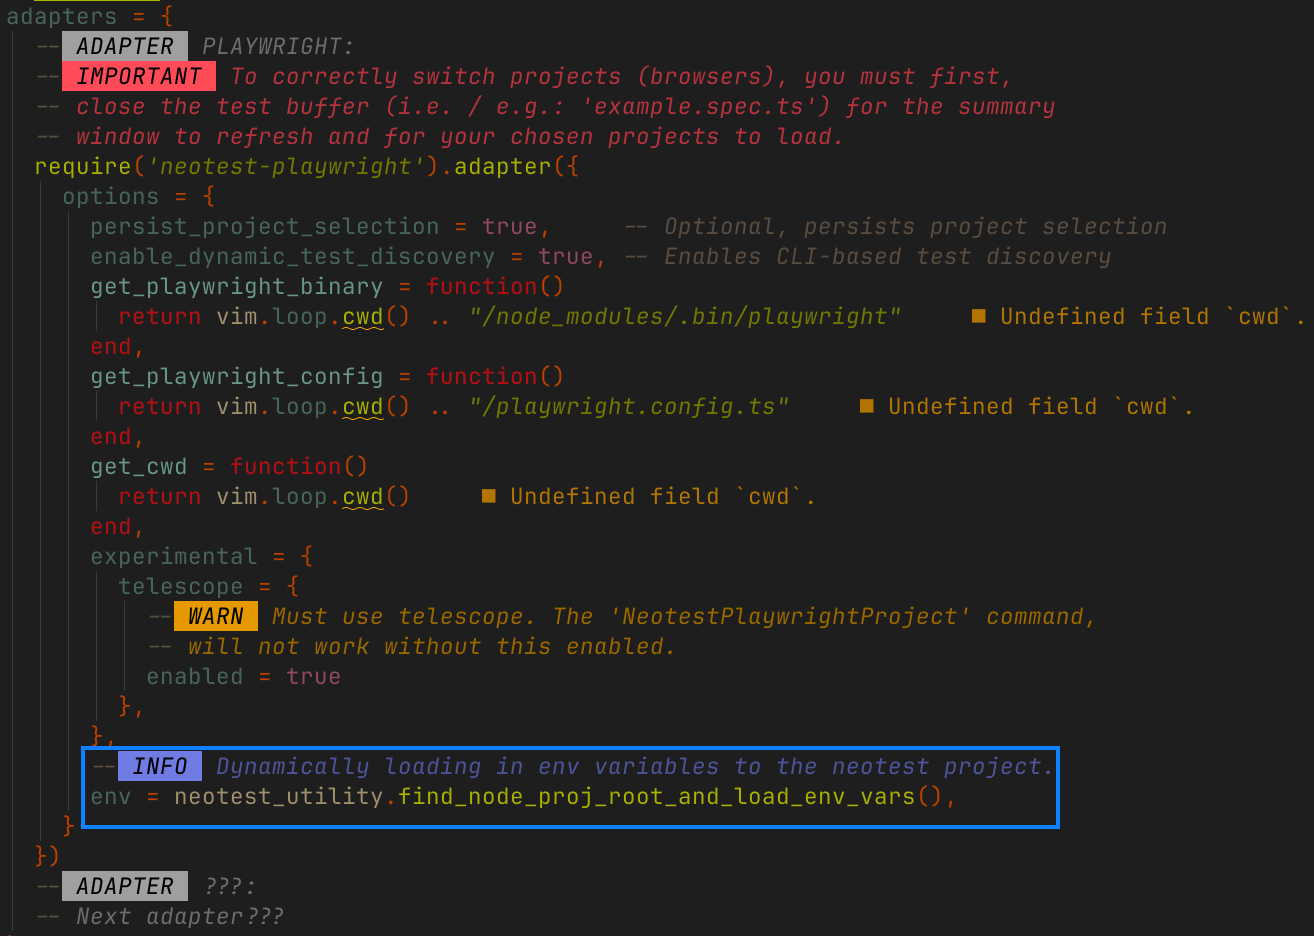 adapters = {
-- ADAPTER PLAYWRIGHT:
-- IMPORTANT To correctly switch projects (browsers), you must first,
-- close the test buffer (i.e. / e.g.: 'example.spec.ts') for the summary
-- window to refresh and for your chosen projects to load.
require('neotest-playwright').adapter({
options = {
persist_project_selection = true, -- Optional, persists project selection
enable_dynamic_test_discovery = true, -- Enables CLI-based test discovery
get_playwright_binary = function()
return vim.loop.cwd() .. "/node_modules/.bin/playwright" ■ Undefined field `cwd`.
end,
get_playwright_config = function()
return vim.loop.cwd() .. "/playwright.config.ts" ■ Undefined field `cwd`.
end,
get_cwd = function()
return vim.loop.cwd() ■ Undefined field `cwd`.
end,
experimental = {
telescope = {
-- WARN Must use telescope. The 'NeotestPlaywrightProject' command,
-- will not work without this enabled.
enabled = true
},
},
-- INFO Dynamically loading in env variables to the neotest project.
env = neotest_utility.find_node_proj_root_and_load_env_vars(),
}
})
-- ADAPTER ???:
-- Next adapter???